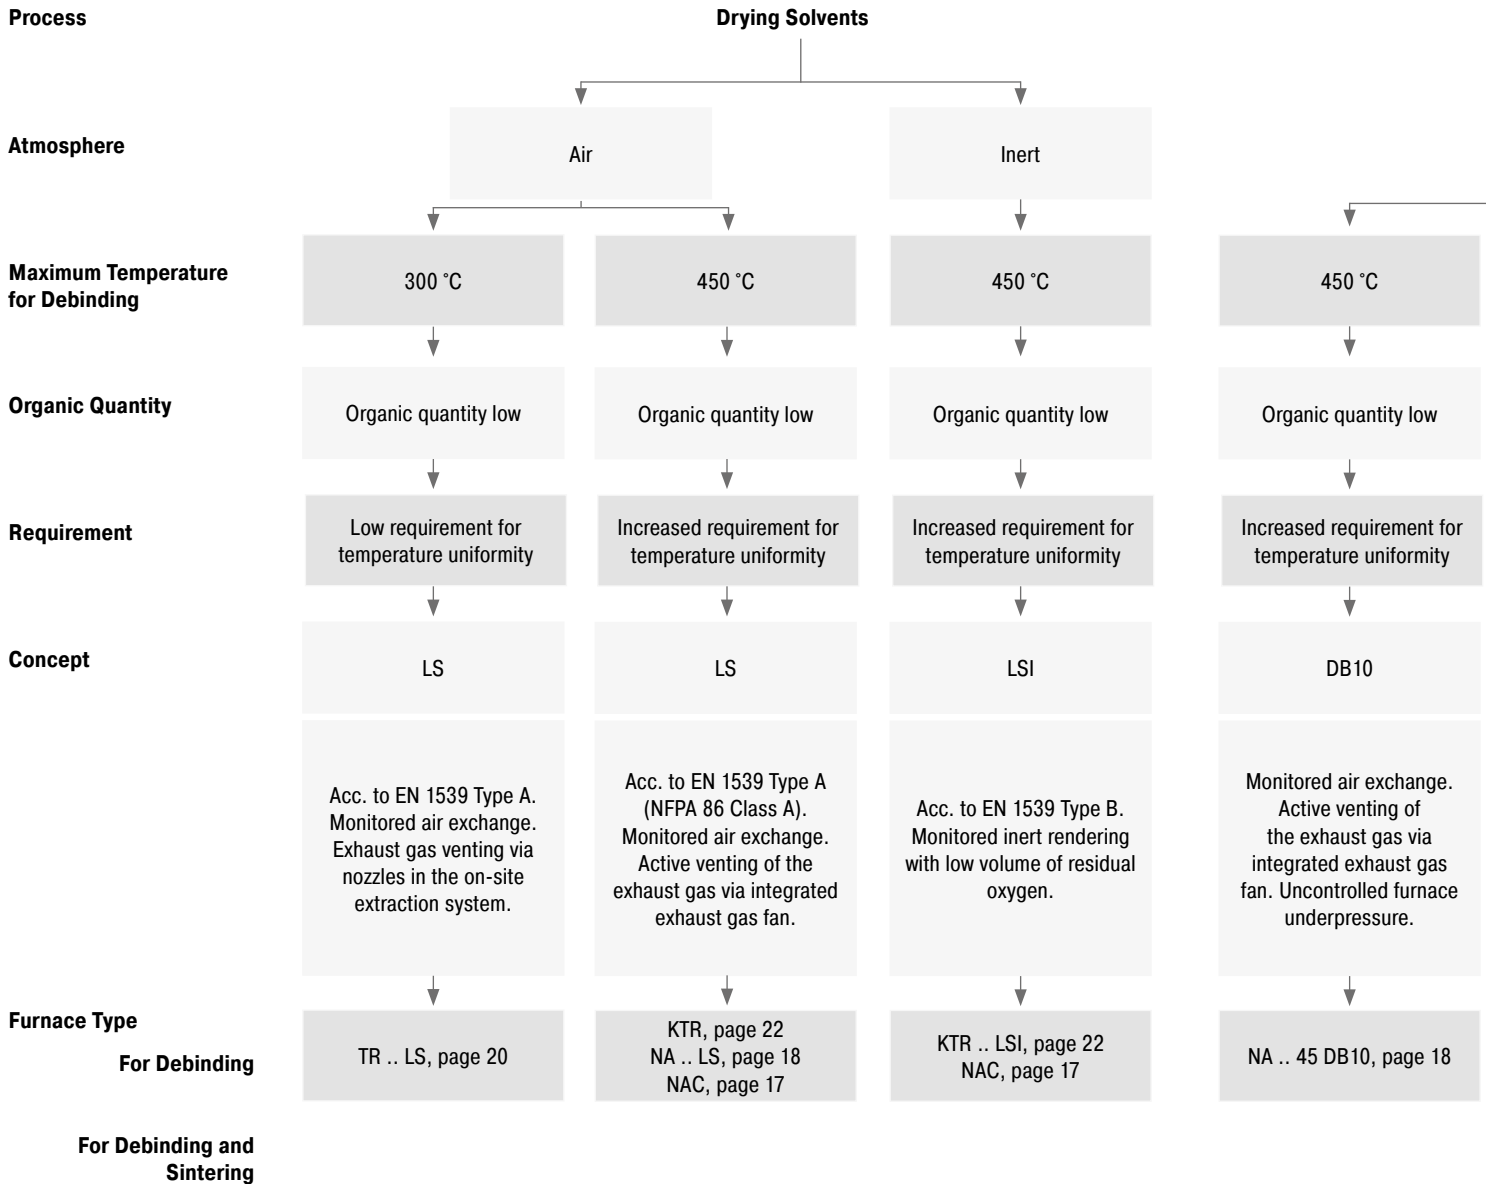 Process
Drying Solvents
Atmosphere
Air
Inert
Maximum Temperature
for Debinding
300 °C
450 °C
450 °C
450 °C
Organic Quantity
Organic quantity low
Organic quantity low
Organic quantity low
Organic quantity low
Requirement
Low requirement for
temperature uniformity
Increased requirement for
temperature uniformity
Increased requirement for
temperature uniformity
Increased requirement for
temperature uniformity
Concept
LS
LS
LSI
DB10
Acc. to EN 1539 Type A.
Monitored air exchange.
Exhaust gas venting via
nozzles in the on-site
extraction system.
Acc. to EN 1539 Type A
(NFPA 86 Class A).
Monitored air exchange.
Active venting of the
exhaust gas via integrated
exhaust gas fan.
Acc. to EN 1539 Type B.
Monitored inert rendering
with low volume of residual
oxygen.
Monitored air exchange.
Active venting of
the exhaust gas via
integrated exhaust gas
fan. Uncontrolled furnace
underpressure.
Furnace Type
For Debinding
TR .. LS, page 20
KTR, page 22
NA .. LS, page 18
NAC, page 17
KTR .. LSI, page 22
NAC, page 17
NA .. 45 DB10, page 18
For Debinding and
Sintering